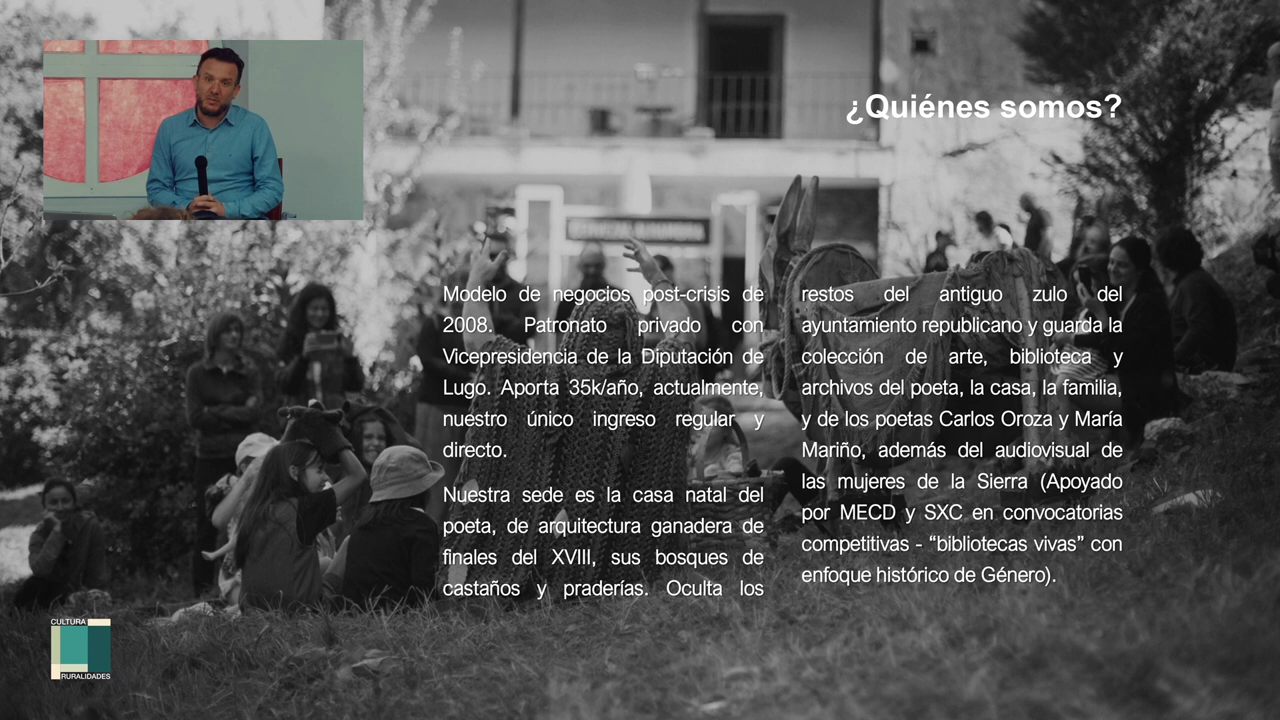 ¿Quiénes somos?
Modelo de negocios post-crisis de
2008. Patronato privado con
Vicepresidencia de la Diputación de
Lugo. Aporta 35k/año, actualmente,
nuestro único ingreso regular y
directo.
Nuestra sede es la casa natal del
poeta, de arquitectura ganadera de
finales del XVIII, sus bosques de
castaños y praderías. Oculta los
restos del antiguo zulo del
ayuntamiento republicano y guarda la
colección de arte, biblioteca y
archivos del poeta, la casa, la familia,
y de los poetas Carlos Oroza y María
Mariño, además del audiovisual de
las mujeres de la Sierra (Apoyado
por MECD y SXC en convocatorias
competitivas - “bibliotecas vivas” con
enfoque histórico de Género).
CULTURA
RURALIDADES